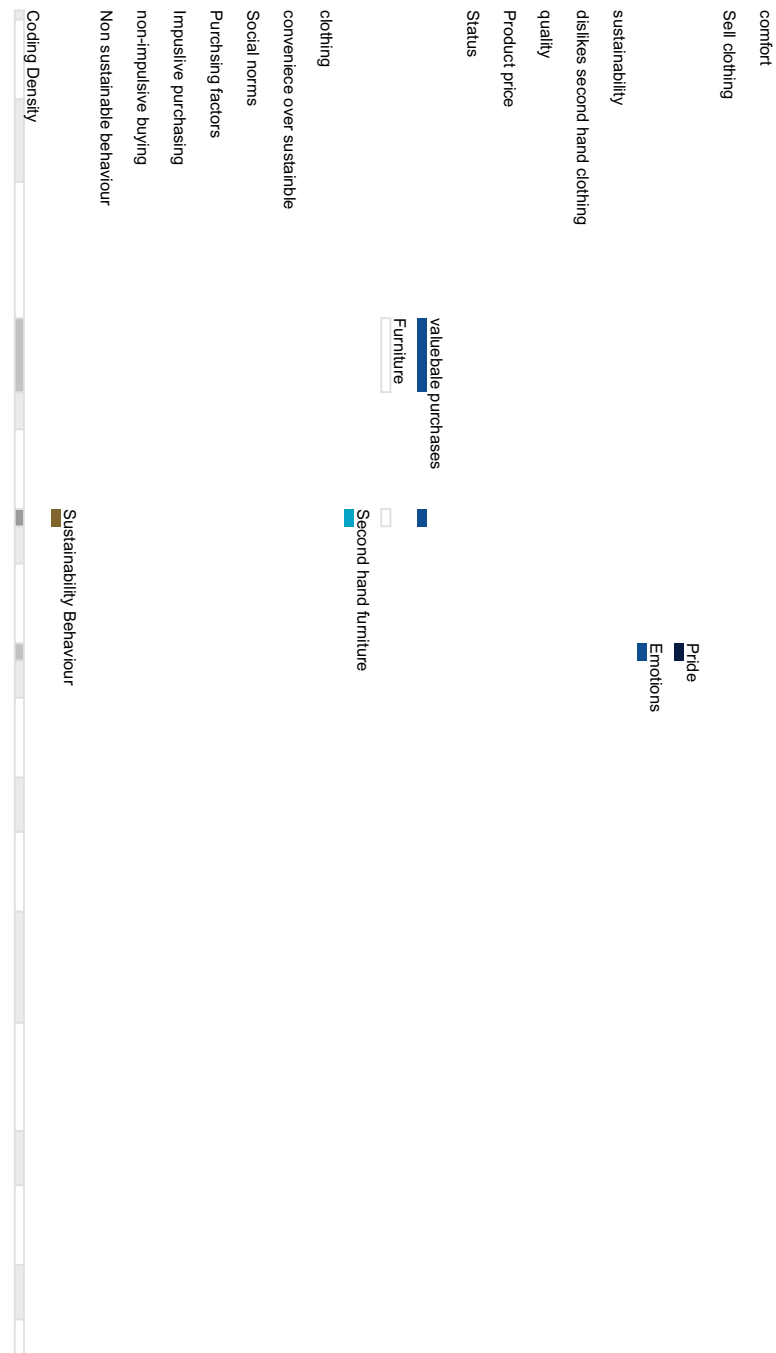 comfort
Sell clothing
Pride
Emotions
sustainability
dislikes second hand clothing
quality
Product price
Status
valuebale purchases
Furniture
Second hand furniture
clothing
conveniece over sustainble
Social norms
Purchsing factors
Impuslive purchasing
non-impulsive buying
Non sustainable behaviour
Sustainability Behaviour
Coding Density